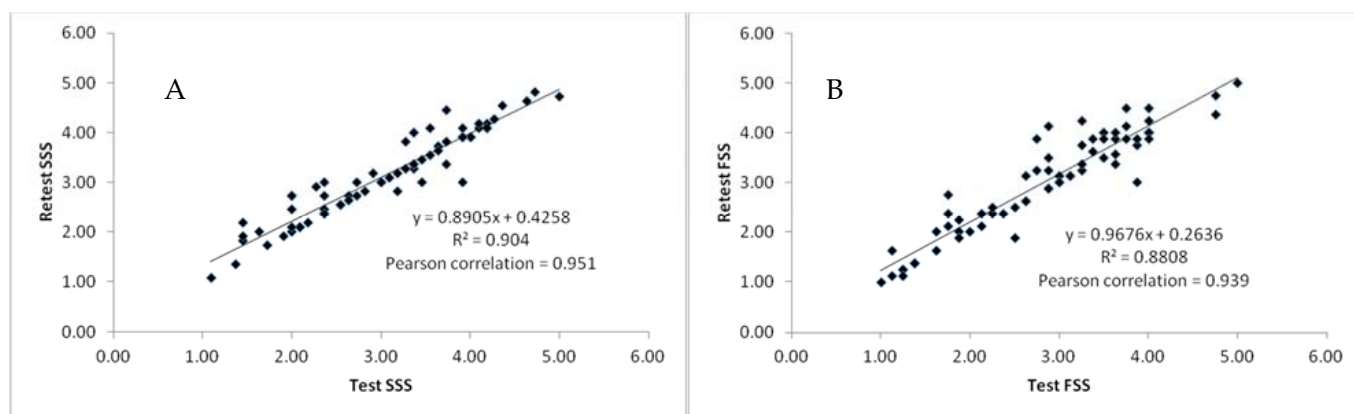 6.00
A
5.00
4.00
3.00
2.00
1.00
0.00
Retest SSS
y = 0.8905x + 0.4258
R² = 0.904
Pearson correlation = 0.951
0.00 1.00 2.00 3.00 4.00 5.00 6.00
Test SSS
6.00
B
5.00
4.00
3.00
2.00
1.00
0.00
Retest FSS
y = 0.9676x + 0.2636
R² = 0.8808
Pearson correlation = 0.939
0.00 1.00 2.00 3.00 4.00 5.00 6.00
Test FSS